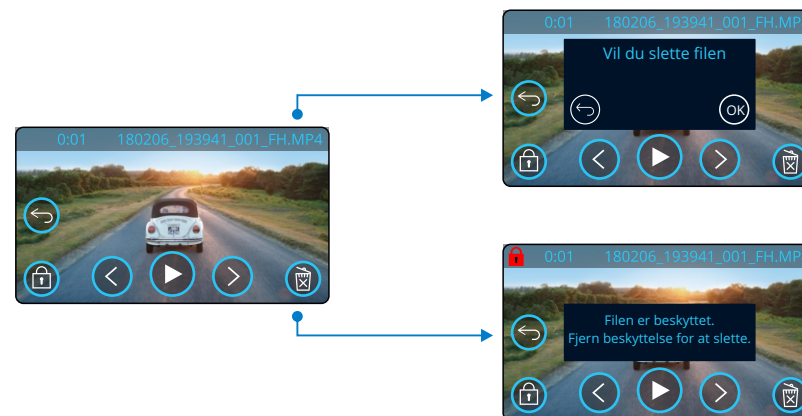 0:01 180206_193941_001_FH.MP4
0:01 180206_193941_001_FH.MP
Vil du slette filen
OK
0:01 180206_193941_001_FH.MP
Filen er beskyttet.
Fjern beskyttelse for at slette.